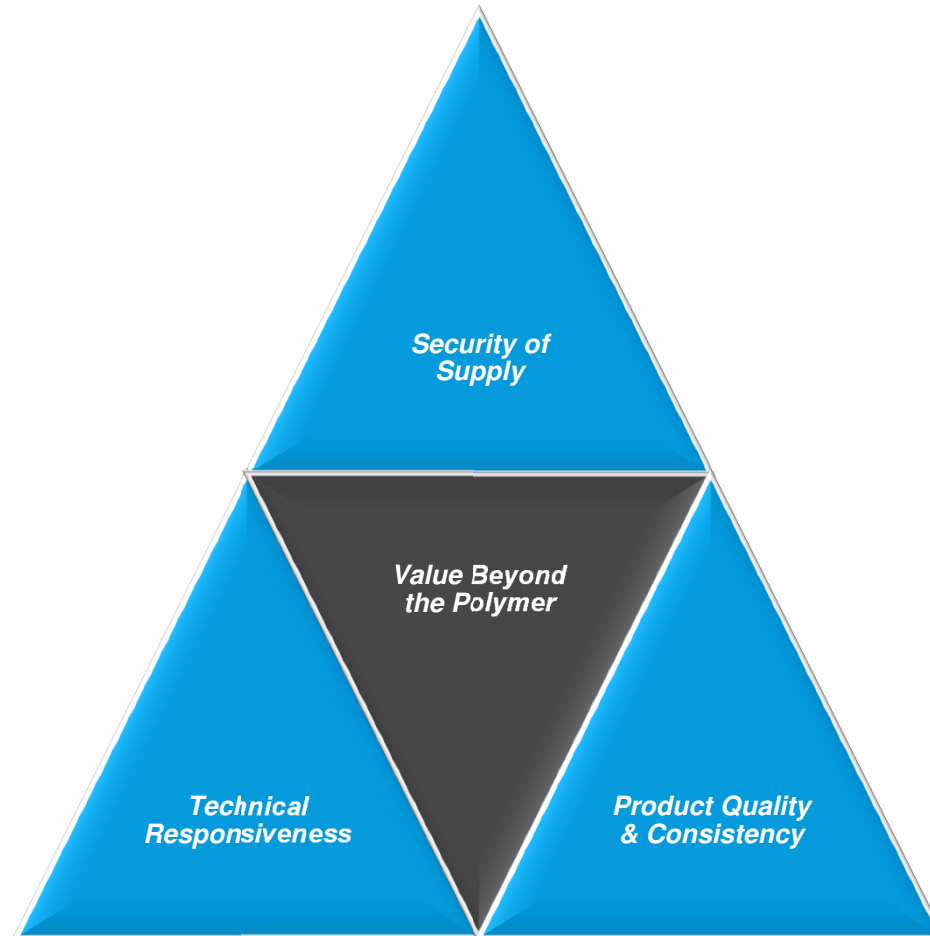 Security of
Supply
Value Beyond
the Polymer
Technical
Responsiveness
Product Quality
& Consistency